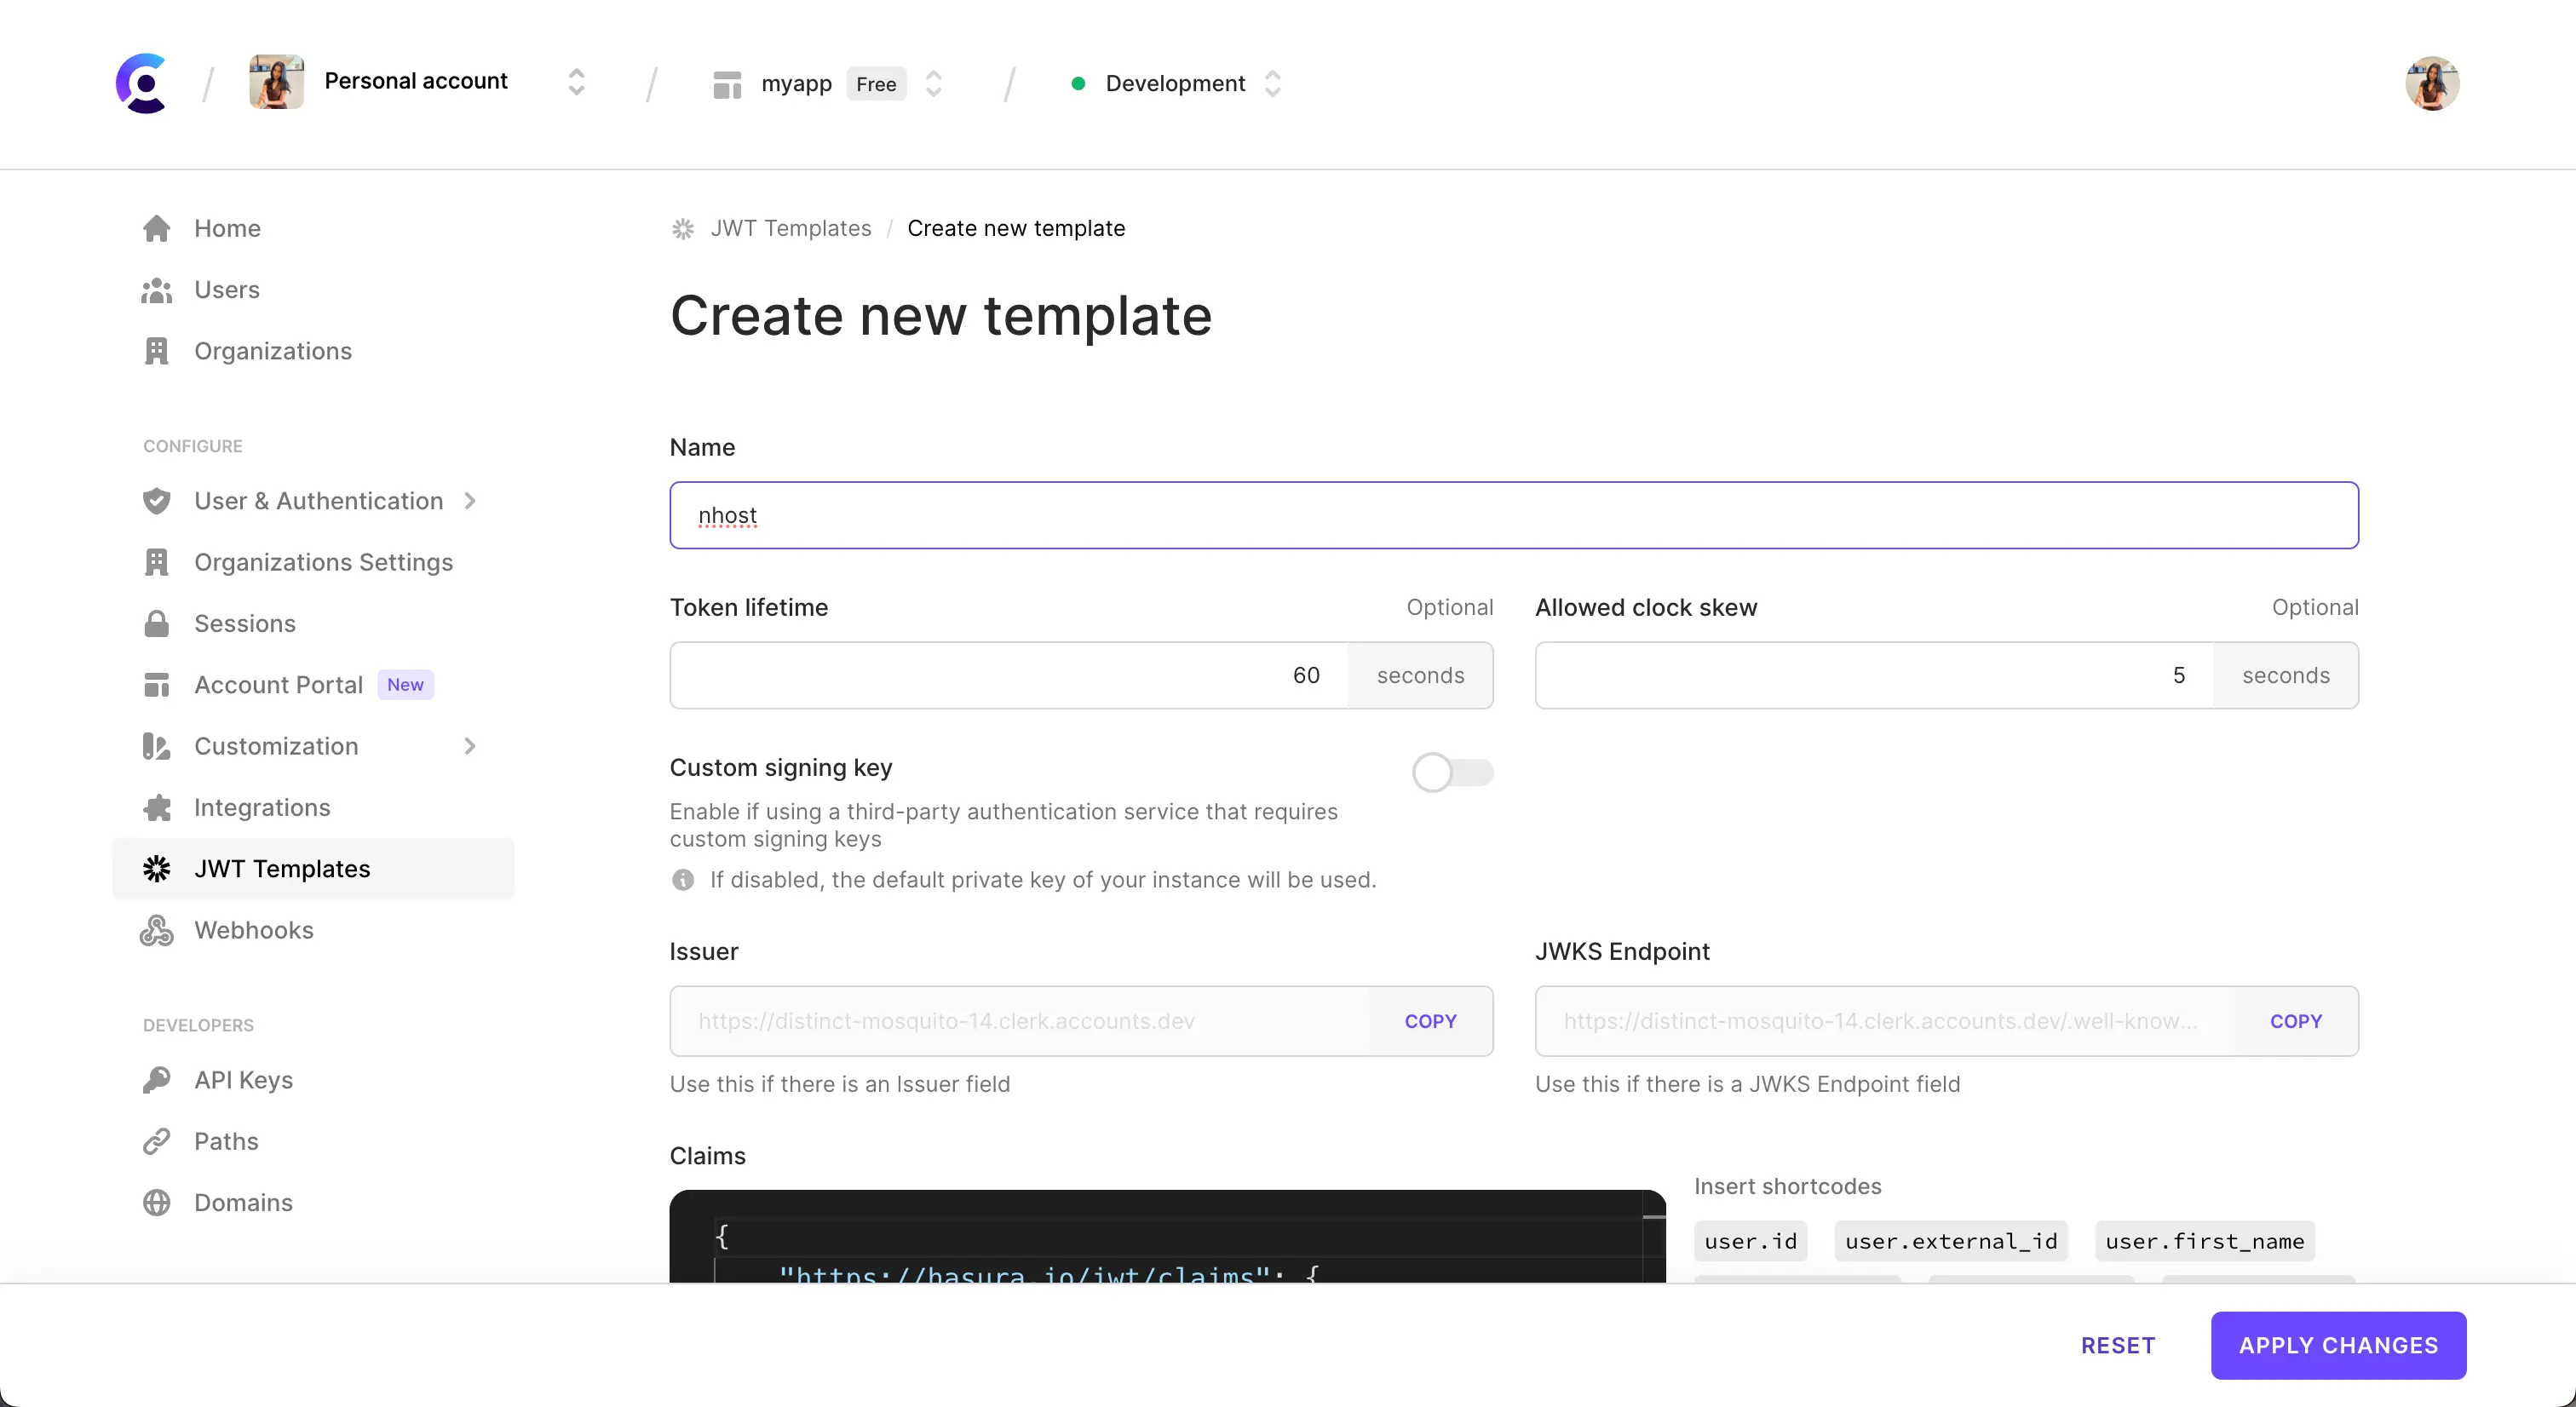 Personal account
myapp Free
Development
Home
Users
Organizations
CONFIGURE
User & Authentication
Organizations Settings
Sessions
Account Portal New
Customization
Integrations
JWT Templates
Webhooks
DEVELOPERS
API Keys
Paths
Domains
JWT Templates / Create new template
Create new template
Name
nhost
Token lifetime Optional
60 seconds
Allowed clock skew Optional
5 seconds
Custom signing key
Enable if using a third-party authentication service that requires
custom signing keys
If disabled, the default private key of your instance will be used.
Issuer
https://distinct-mosquito-14.clerk.accounts.dev COPY
Use this if there is an Issuer field
JWKS Endpoint
https://distinct-mosquito-14.clerk.accounts.dev/.well-know... COPY
Use this if there is a JWKS Endpoint field
Claims
{
"https://hasura.io/jwt/claims": {
Insert shortcodes
user.id user.external_id user.first_name
RESET APPLY CHANGES